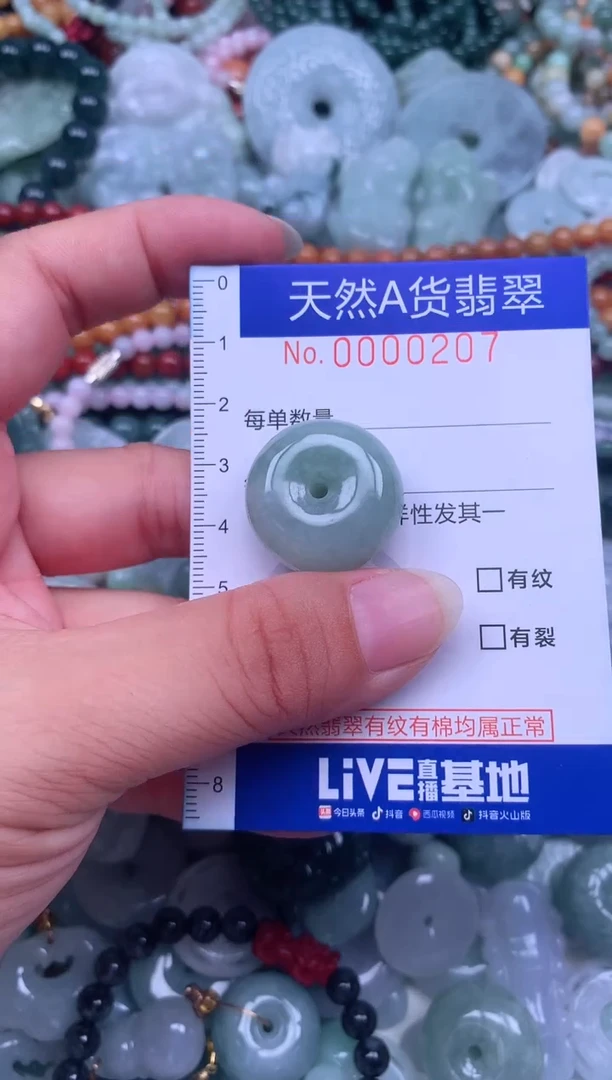 天然A货翡翠
No. 0000207
每单数量
样性发其一
有纹
有裂
天然翡翠有纹有棉均属正常
LiVE直播基地
今日头条 抖音 西瓜视频 抖音火山版
0
1
2
3
4
5
8